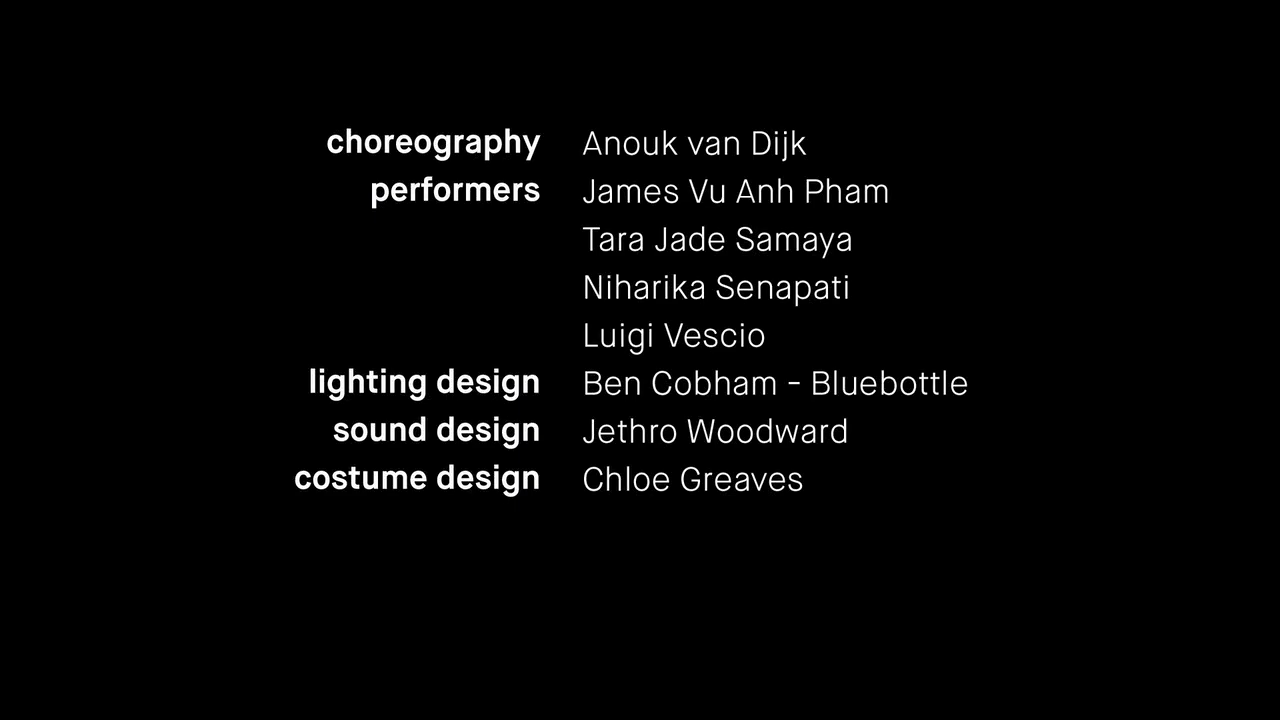 choreography Anouk van Dijk
performers James Vu Anh Pham
Tara Jade Samaya
Niharika Senapati
Luigi Vescio
lighting design Ben Cobham - Bluebottle
sound design Jethro Woodward
costume design Chloe Greaves